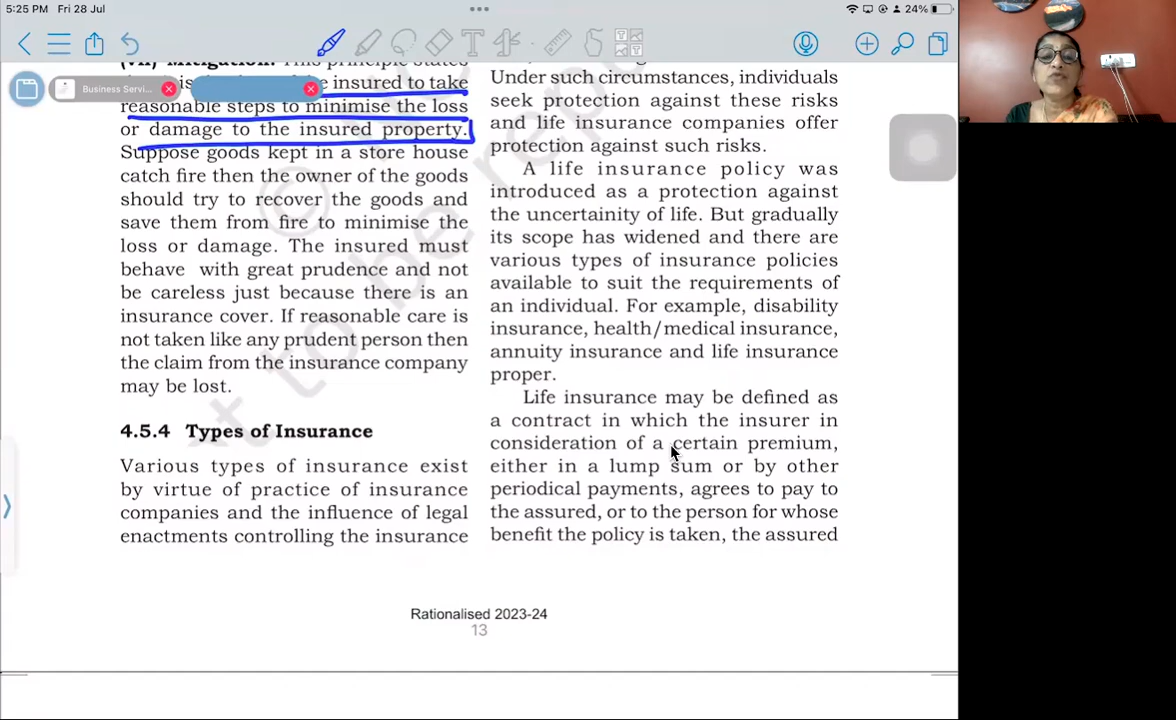 5:25 PM Fri 28 Jul
24%
Business Servi...
(vii) Mitigation: This principle states
insured to take
reasonable steps to minimise the loss
or damage to the insured property.
Suppose goods kept in a store house
catch fire then the owner of the goods
should try to recover the goods and
save them from fire to minimise the
loss or damage. The insured must
behave with great prudence and not
be careless just because there is an
insurance cover. If reasonable care is
not taken like any prudent person then
the claim from the insurance company
may be lost.
4.5.4 Types of Insurance
Various types of insurance exist
by virtue of practice of insurance
companies and the influence of legal
enactments controlling the insurance
Under such circumstances, individuals
seek protection against these risks
and life insurance companies offer
protection against such risks.
A life insurance policy was
introduced as a protection against
the uncertainity of life. But gradually
its scope has widened and there are
various types of insurance policies
available to suit the requirements of
an individual. For example, disability
insurance, health/medical insurance,
annuity insurance and life insurance
proper.
Life insurance may be defined as
a contract in which the insurer in
consideration of a certain premium,
either in a lump sum or by other
periodical payments, agrees to pay to
the assured, or to the person for whose
benefit the policy is taken, the assured
Rationalised 2023-24
13